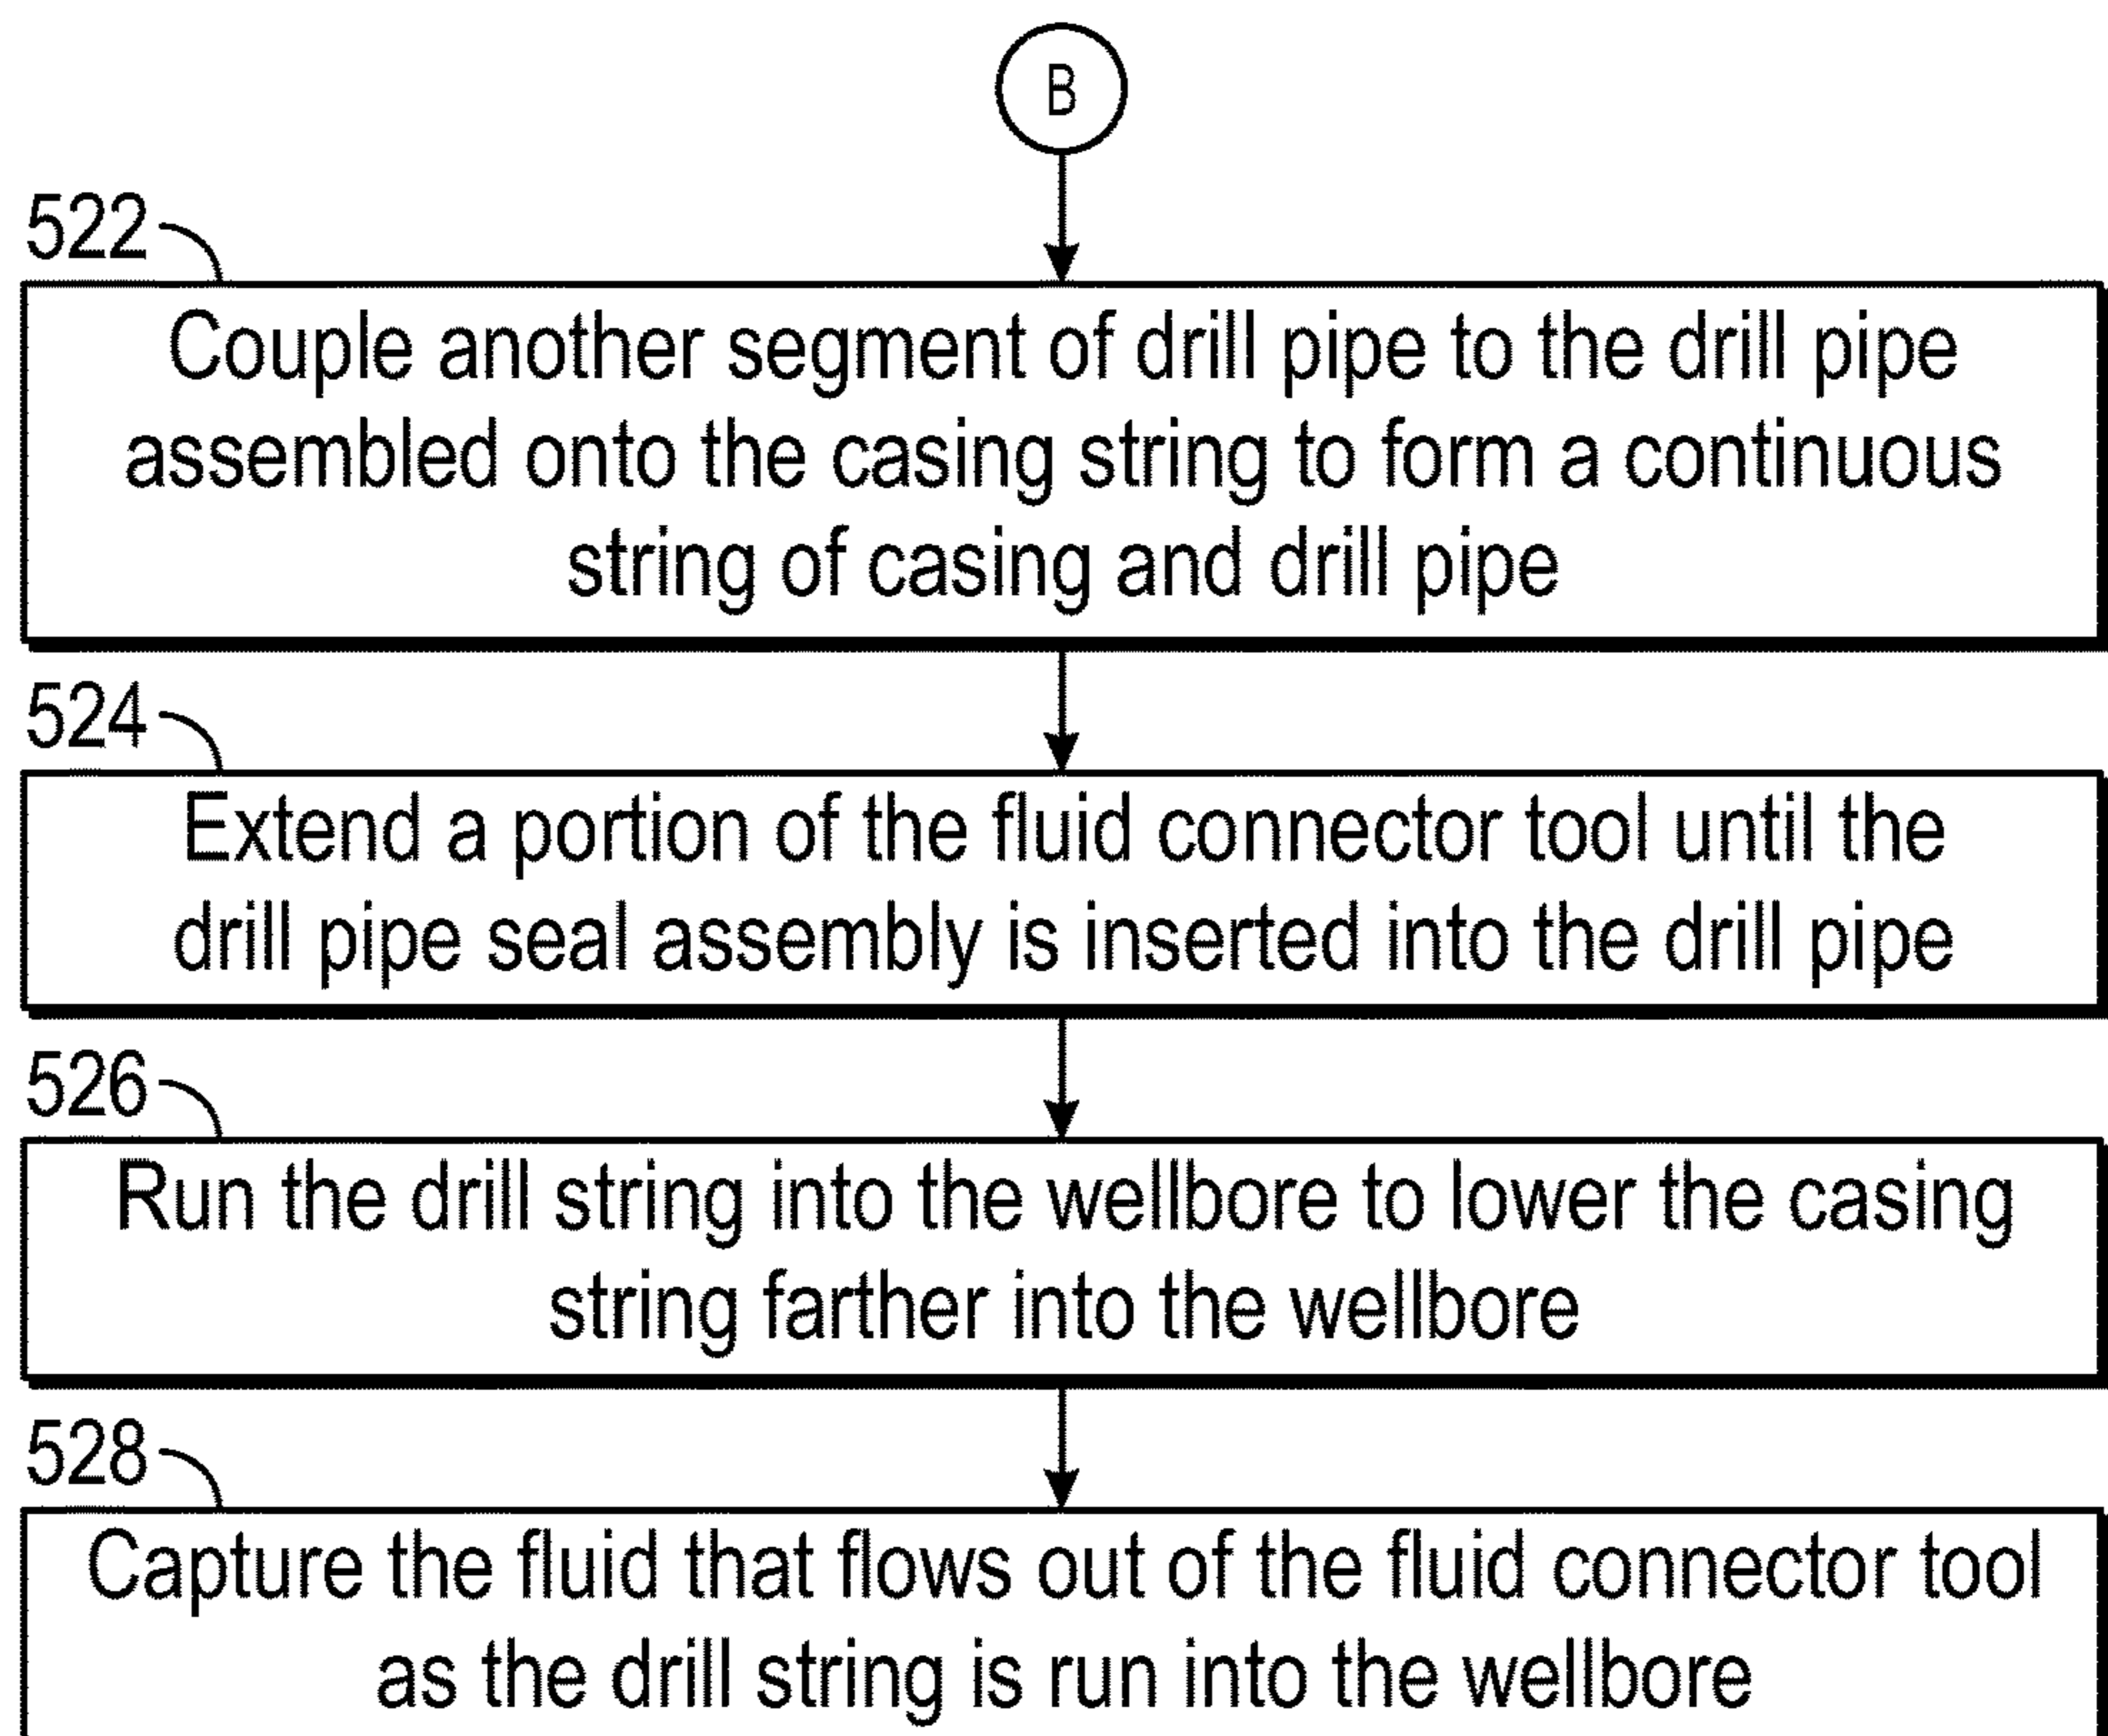 B
522
Couple another segment of drill pipe to the drill pipe
assembled onto the casing string to form a continuous
string of casing and drill pipe
524
Extend a portion of the fluid connector tool until the
drill pipe seal assembly is inserted into the drill pipe
526
Run the drill string into the wellbore to lower the casing
string farther into the wellbore
528
Capture the fluid that flows out of the fluid connector tool
as the drill string is run into the wellbore